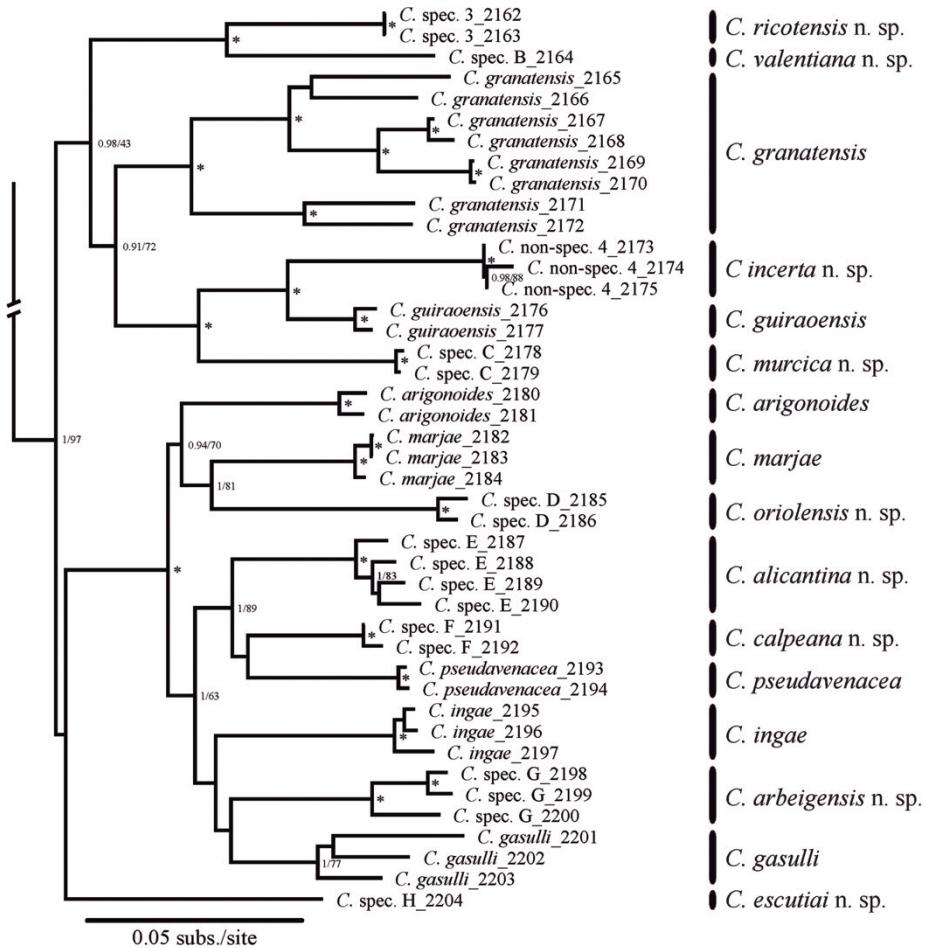 C. spec. 3_2162
C. spec. 3_2163
*
C. ricotensis n. sp.
*
C. spec. B_2164
C. valentiana n. sp.
C. granatensis_2165
C. granatensis_2166
*
C. granatensis_2167
*
C. granatensis_2168
0.98/43
*
C. granatensis
C. granatensis_2169
*
*
C. granatensis_2170
C. granatensis_2171
*
C. granatensis_2172
0.91/72
C. non-spec. 4_2173
*
C. non-spec. 4_2174
0.98/88
C incerta n. sp.
C. non-spec. 4_2175
*
C. guiraoensis_2176
*
C. guiraoensis
*
C. guiraoensis_2177
C. spec. C_2178
*
C. murcica n. sp.
C. spec. C_2179
C. arigonoides_2180
*
C. arigonoides
C. arigonoides_2181
1/97
0.94/70
C. marjae_2182
*
C. marjae_2183
*
C. marjae
C. marjae_2184
1/81
C. spec. D_2185
*
C. oriolensis n. sp.
C. spec. D_2186
C. spec. E_2187
*
C. spec. E_2188
*
1/83
C. alicantina n. sp.
C. spec. E_2189
C. spec. E_2190
1/89
C. spec. F_2191
*
C. calpeana n. sp.
C. spec. F_2192
C. pseudavenacea_2193
*
C. pseudavenacea
C. pseudavenacea_2194
1/63
C. ingae_2195
C. ingae_2196
*
C. ingae
C. ingae_2197
C. spec. G_2198
*
C. spec. G_2199
*
C. arbeigensis n. sp.
C. spec. G_2200
C. gasulli_2201
C. gasulli_2202
1/77
C. gasulli
C. gasulli_2203
C. spec. H_2204
C. escutiai n. sp.
0.05 subs./site